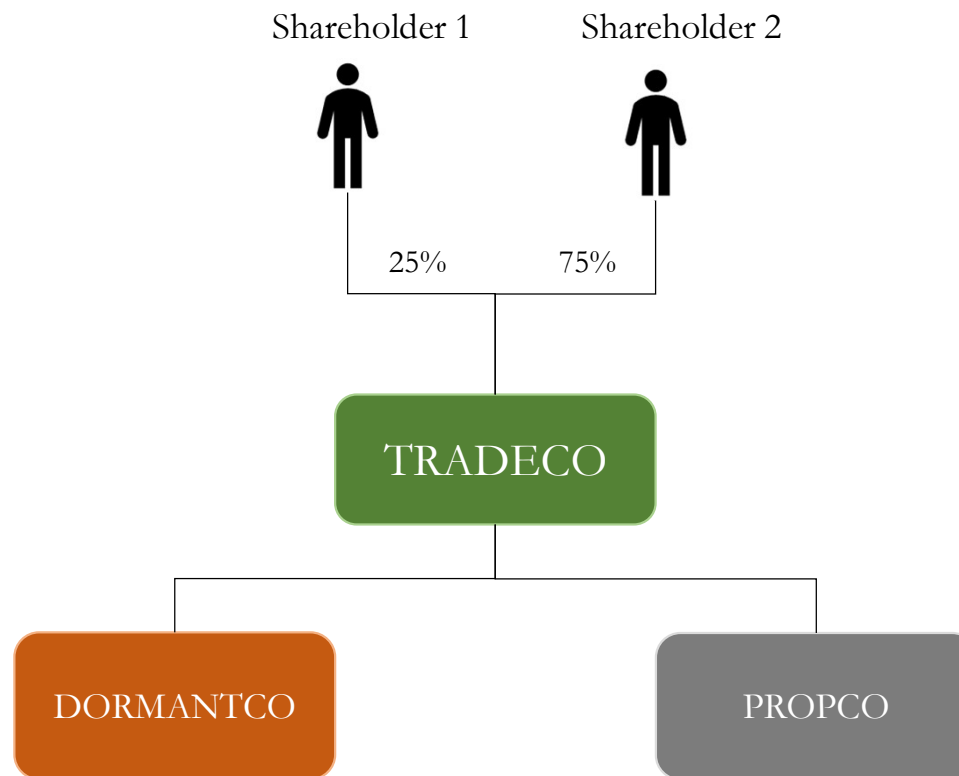 Shareholder 1
Shareholder 2
25%
75%
TRADECO
DORMANTCO
PROPCO